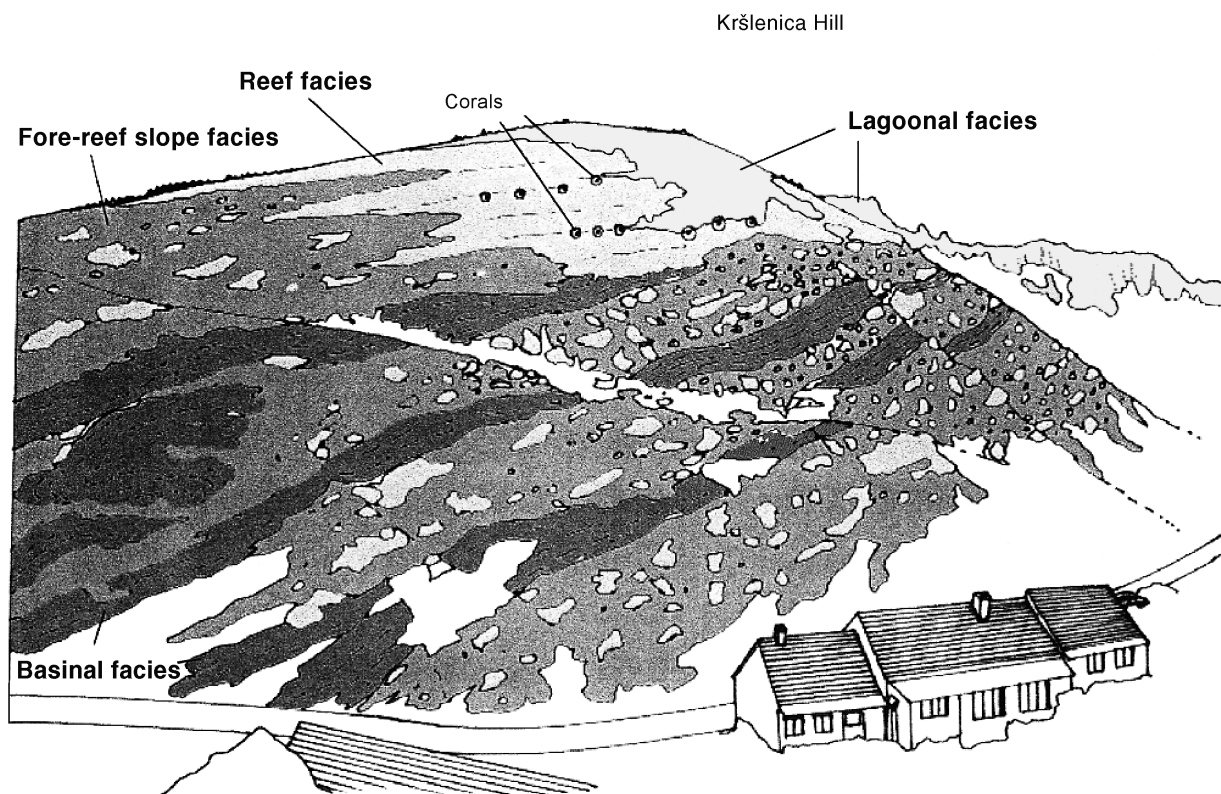 Kršlenica Hill
Reef facies
Corals
Lagoonal facies
Fore-reef slope facies
Basinal facies